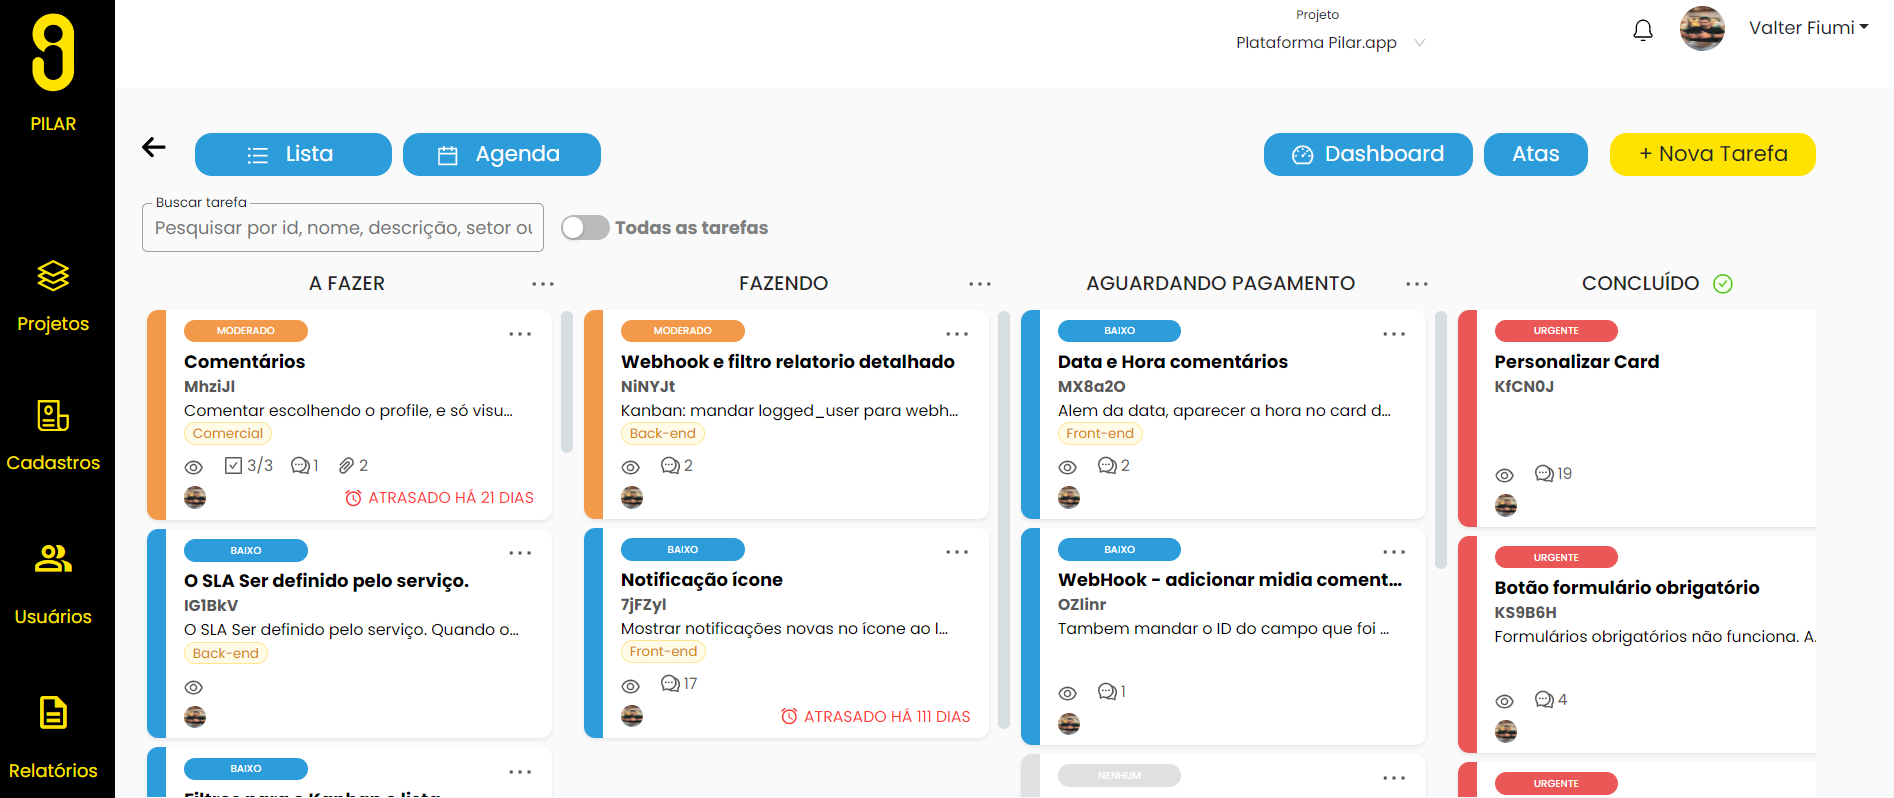 PILAR
Projetos
Cadastros
Usuários
Relatórios
Projeto
Plataforma Pilar.app
Valter Fiumi
Lista
Agenda
Dashboard
Atas
+ Nova Tarefa
Buscar tarefa
Pesquisar por id, nome, descrição, setor ou
Todas as tarefas
A FAZER
MODERADO
Comentários
MhziJl
Comentar escolhendo o profile, e só visu...
Comercial
3/3 1 2
ATRASADO HÁ 21 DIAS
BAIXO
O SLA Ser definido pelo serviço.
IG1BkV
O SLA Ser definido pelo serviço. Quando o...
Back-end
BAIXO
Filtros para o Kanban e lista
FAZENDO
MODERADO
Webhook e filtro relatorio detalhado
NiNYJt
Kanban: mandar logged_user para webh...
Back-end
2
BAIXO
Notificação ícone
7jFZyl
Mostrar notificações novas no ícone ao l...
Front-end
17
ATRASADO HÁ 111 DIAS
AGUARDANDO PAGAMENTO
BAIXO
Data e Hora comentários
MX8a2O
Alem da data, aparecer a hora no card d...
Front-end
2
BAIXO
WebHook - adicionar midia coment...
OZlinr
Tambem mandar o ID do campo que foi ...
1
NENHUM
CONCLUÍDO
URGENTE
Personalizar Card
KfCN0J
19
URGENTE
Botão formulário obrigatório
KS9B6H
Formulários obrigatórios não funciona. A.
4
URGENTE